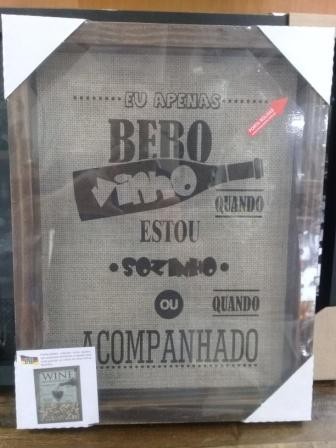 EU APENAS
BEBO
vinho
QUANDO
ESTOU
SOZINHO
OU
QUANDO
ACOMPANHADO
WINE